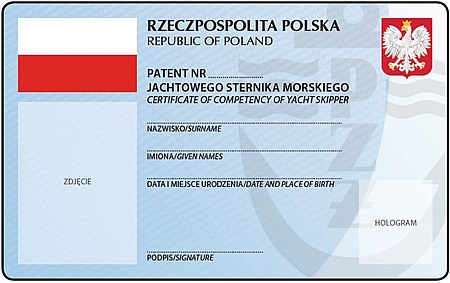 RZECZPOSPOLITA POLSKA
REPUBLIC OF POLAND
PATENT NR ........................
JACHTOWEGO STERNIKA MORSKIEGO
CERTIFICATE OF COMPETENCY OF YACHT SKIPPER
NAZWISKO/SURNAME
IMIONA/GIVEN NAMES
ZDJĘCIE
DATA I MIEJSCE URODZENIA/DATE AND PLACE OF BIRTH
HOLOGRAM
PODPIS/SIGNATURE